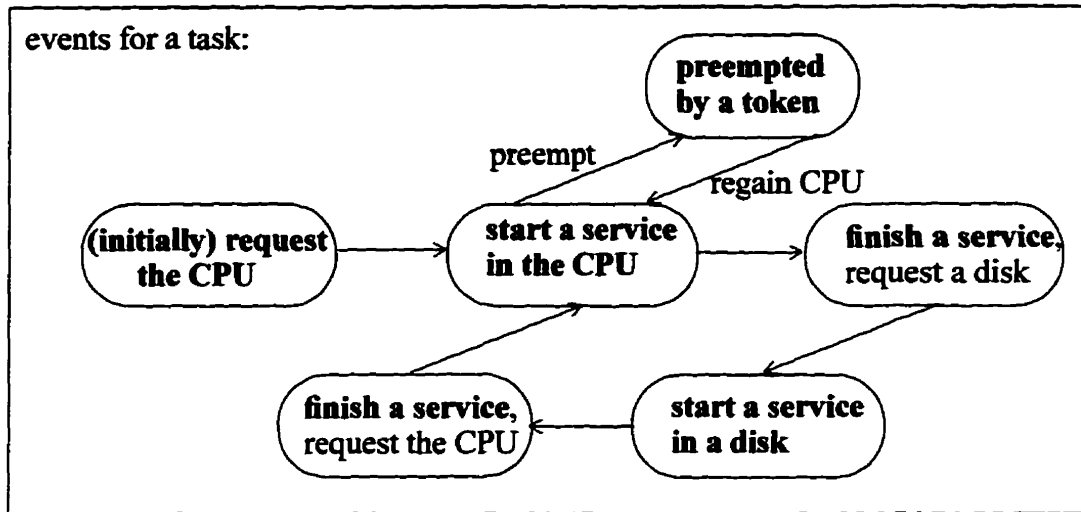 events for a task:
preempted
by a token
preempt
regain CPU
(initially) request
the CPU
start a service
in the CPU
finish a service,
request a disk
finish a service,
request the CPU
start a service
in a disk